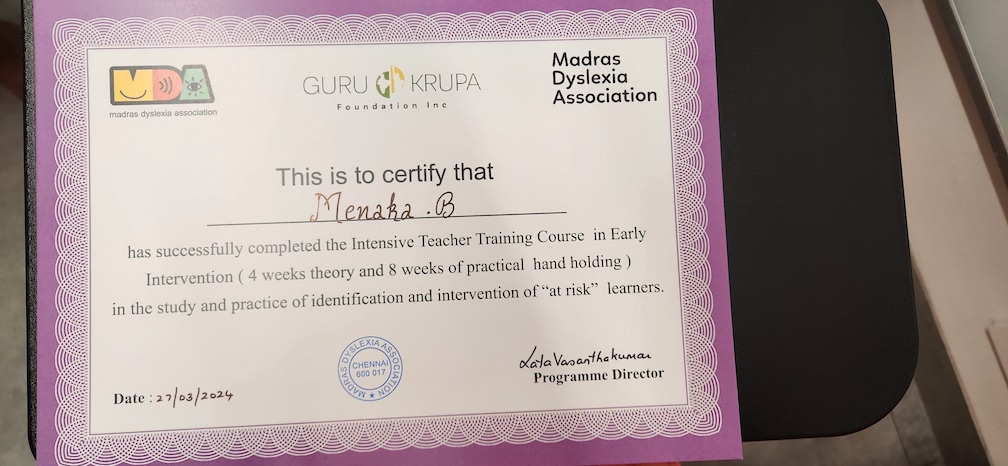 MDA
madras dyslexia association
GURU KRUPA
Foundation Inc
Madras
Dyslexia
Association
This is to certify that
Menaka . B
has successfully completed the Intensive Teacher Training Course in Early
Intervention ( 4 weeks theory and 8 weeks of practical hand holding )
in the study and practice of identification and intervention of “at risk” learners.
MADRAS DYSLEXIA ASSOCIATION ★
CHENNAI
600 017
Lata Vasanthakumar
Programme Director
Date : 27/03/2024